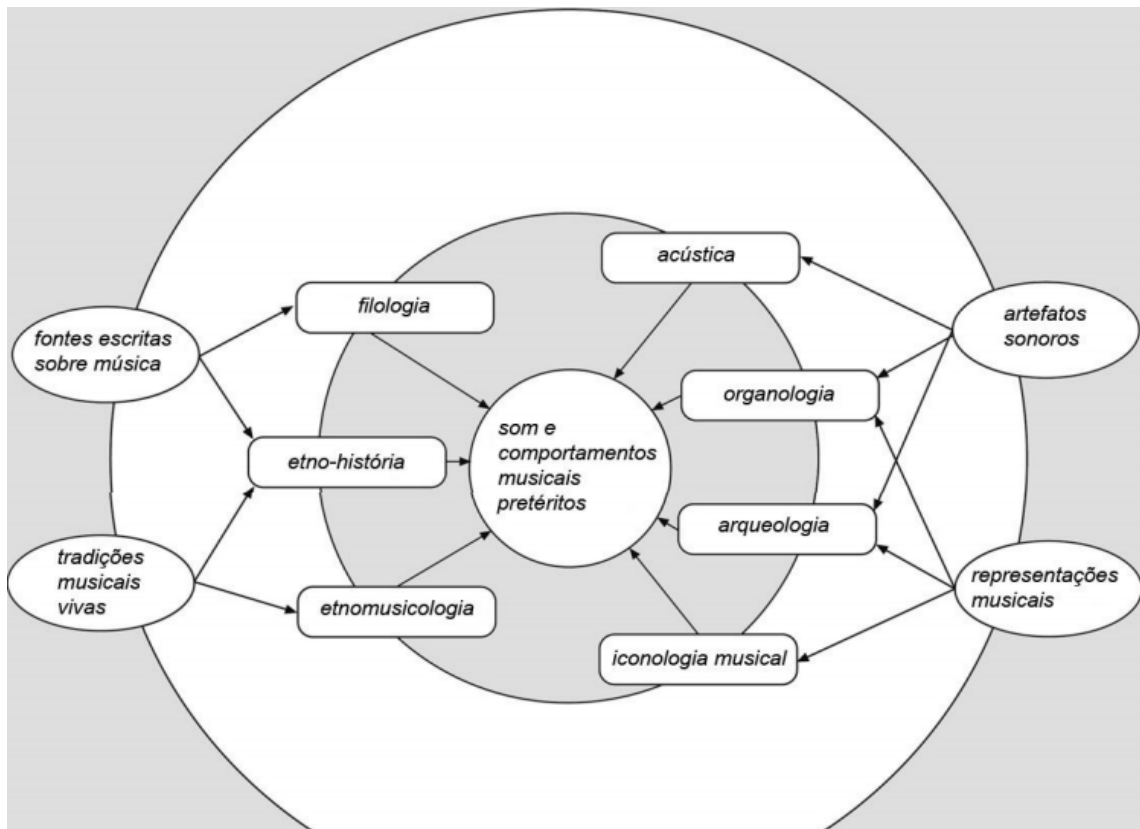 acústica
filologia
artefatos
sonoros
fontes escritas
sobre música
organologia
som e
comportamentos
musicais
pretéritos
etno-história
arqueologia
tradições
musicais
vivas
representações
musicais
etnomusicologia
iconologia musical